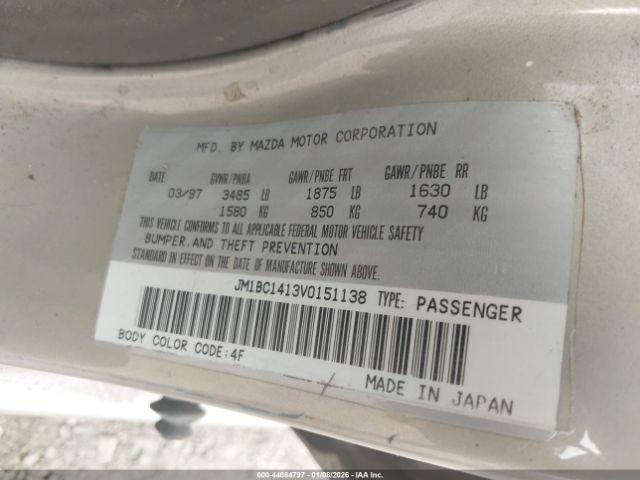 MFD. BY MAZDA MOTOR CORPORATION
DATE GVWR/PNBA GAWR/PNBE FRT GAWR/PNBE RR
03/97 3485 LB 1875 LB 1630 LB
1580 KG 850 KG 740 KG
THIS VEHICLE CONFORMS TO ALL APPLICABLE FEDERAL MOTOR VEHICLE SAFETY
BUMPER, AND THEFT PREVENTION
STANDARD IN EFFECT ON THE DATE OF MANUFACTURE SHOWN ABOVE.
JM1BC1413V0151138 TYPE: PASSENGER
BODY COLOR CODE:4F
MADE IN JAPAN
000-44084797 - 01/08/2026 - IAA Inc.